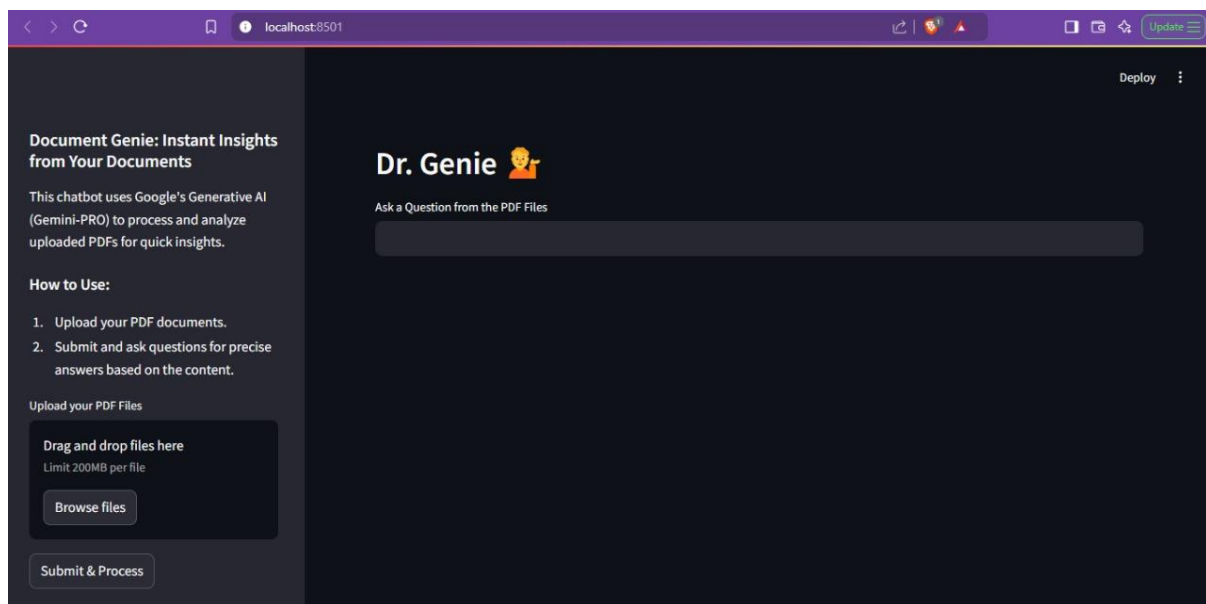 localhost:8501
Update
Deploy
Document Genie: Instant Insights
from Your Documents
This chatbot uses Google's Generative AI
(Gemini-PRO) to process and analyze
uploaded PDFs for quick insights.
How to Use:
1. Upload your PDF documents.
2. Submit and ask questions for precise
answers based on the content.
Upload your PDF Files
Drag and drop files here
Limit 200MB per file
Browse files
Submit & Process
Dr. Genie
Ask a Question from the PDF Files